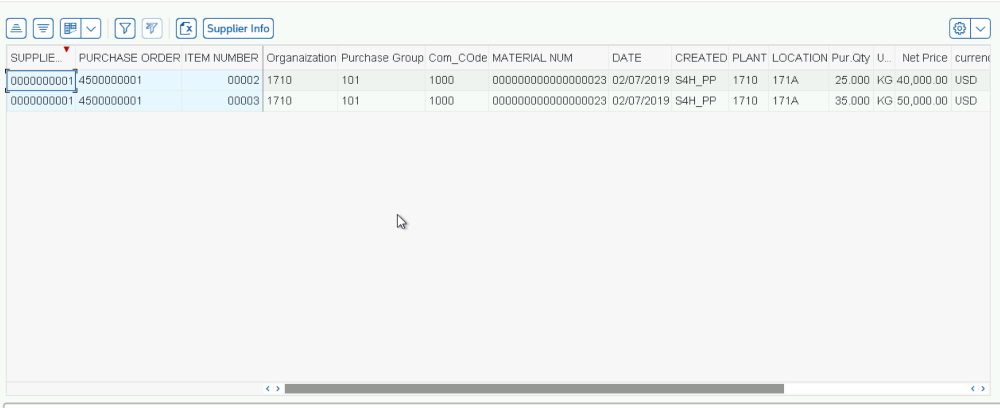 Supplier Info
SUPPLIE... PURCHASE ORDER ITEM NUMBER Organaization Purchase Group Com_COde MATERIAL NUM DATE CREATED PLANT LOCATION Pur.Qty U... Net Price currenc
0000000001 4500000001 00002 1710 101 1000 000000000000000023 02/07/2019 S4H_PP 1710 171A 25.000 KG 40,000.00 USD
0000000001 4500000001 00003 1710 101 1000 000000000000000023 02/07/2019 S4H_PP 1710 171A 35.000 KG 50,000.00 USD